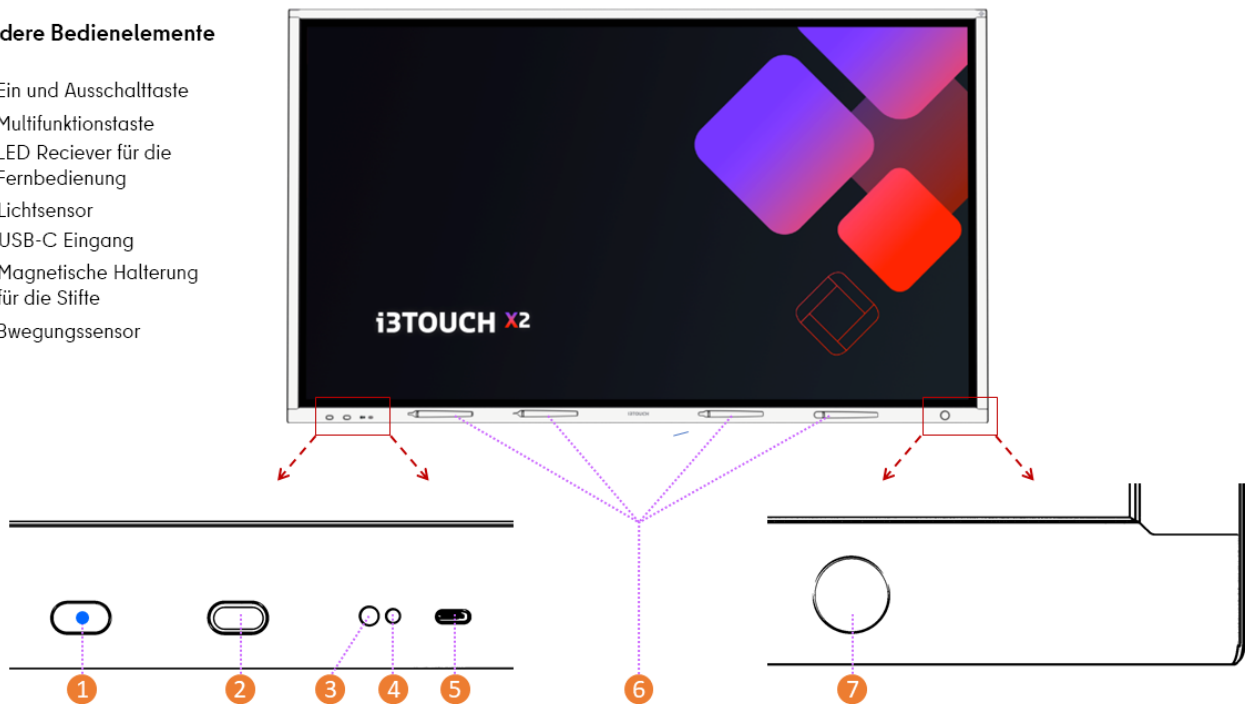 dere Bedienelemente
Ein und Ausschalttaste
Multifunktionstaste
LED Reciever für die
Fernbedienung
Lichtsensor
USB-C Eingang
Magnetische Halterung
für die Stifte
Bwegungssensor
i3TOUCH X2
i3TOUCH
1
2
3
4
5
6
7